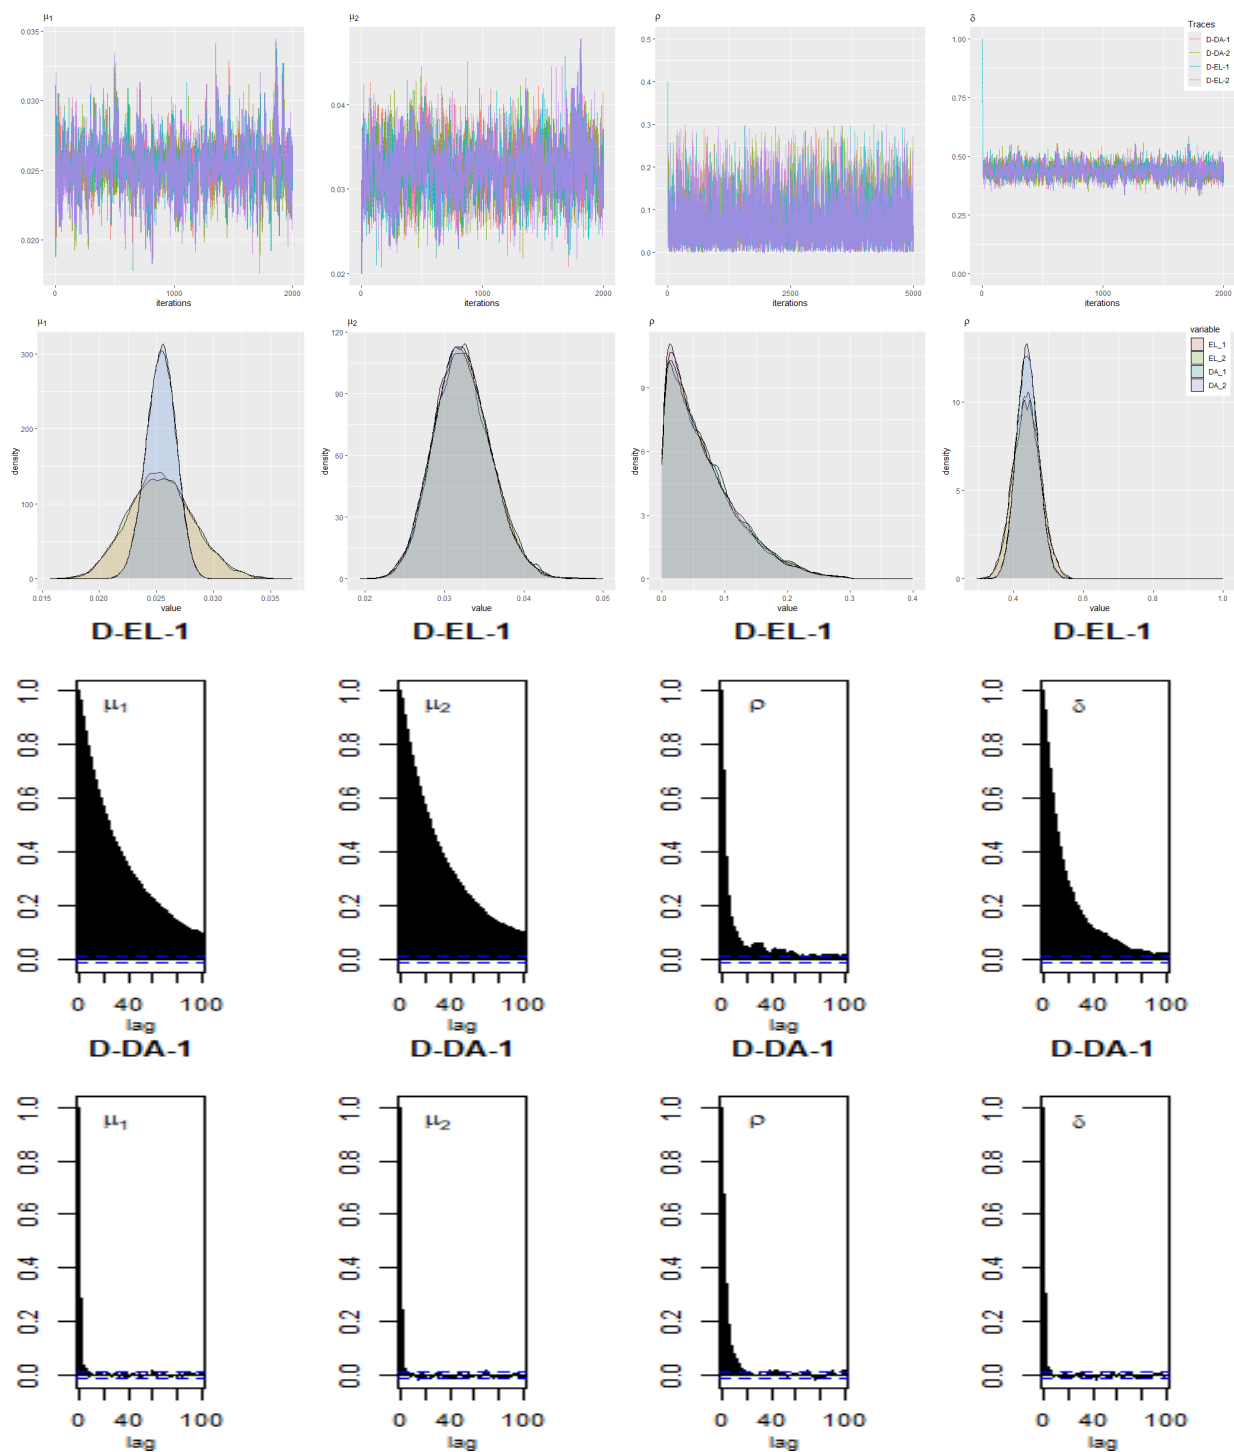 μ₁ μ₂ ρ δ
Traces
D-DA-1
D-DA-2
D-EL-1
D-EL-2
0.035
0.030
0.025
0.020
0 1000 2000
iterations
0.04
0.03
0.02
0 1000 2000
iterations
0.5
0.4
0.3
0.2
0.1
0.0
0 2500 5000
iterations
1.00
0.75
0.50
0.25
0.00
0 1000 2000
iterations
μ₁ μ₂ ρ ρ
variable
EL_1
EL_2
DA_1
DA_2
density
300
200
100
0
0.015 0.020 0.025 0.030 0.035
value
density
120
90
60
30
0
0.02 0.03 0.04 0.05
value
density
9
6
3
0
0.0 0.1 0.2 0.3 0.4
value
density
10
5
0
0.4 0.6 0.8 1.0
value
D-EL-1 D-EL-1 D-EL-1 D-EL-1
μ₁
1.0
0.8
0.6
0.4
0.2
0.0
0 40 100
lag
μ₂
1.0
0.8
0.6
0.4
0.2
0.0
0 40 100
lag
ρ
1.0
0.8
0.6
0.4
0.2
0.0
0 40 100
lag
δ
1.0
0.8
0.6
0.4
0.2
0.0
0 40 100
lag
D-DA-1 D-DA-1 D-DA-1 D-DA-1
μ₁
1.0
0.8
0.6
0.4
0.2
0.0
0 40 100
lag
μ₂
1.0
0.8
0.6
0.4
0.2
0.0
0 40 100
lag
ρ
1.0
0.8
0.6
0.4
0.2
0.0
0 40 100
lag
δ
1.0
0.8
0.6
0.4
0.2
0.0
0 40 100
lag